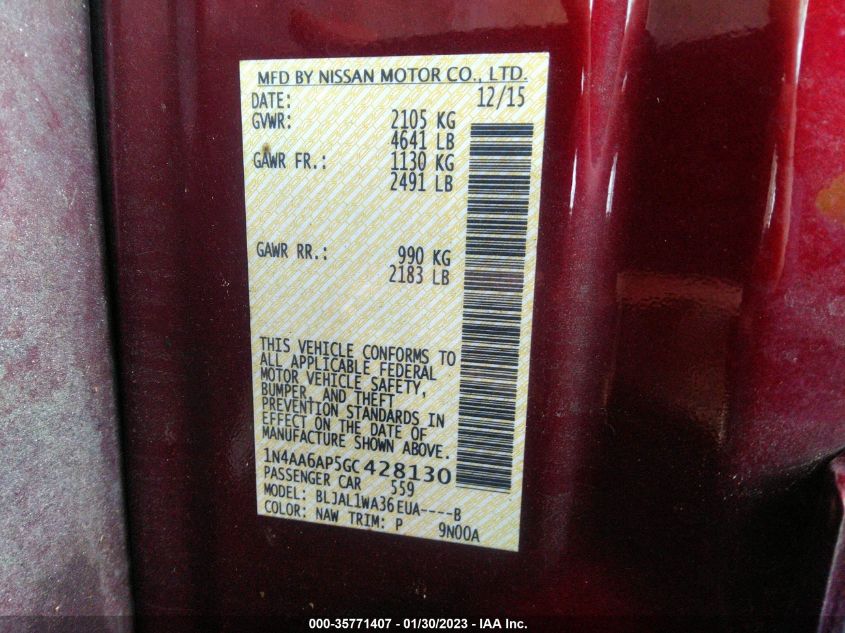 MFD BY NISSAN MOTOR CO., LTD.
DATE: 12/15
GVWR: 2105 KG
4641 LB
GAWR FR.: 1130 KG
2491 LB
GAWR RR.: 990 KG
2183 LB
THIS VEHICLE CONFORMS TO
ALL APPLICABLE FEDERAL
MOTOR VEHICLE SAFETY,
BUMPER, AND THEFT
PREVENTION STANDARDS IN
EFFECT ON THE DATE OF
MANUFACTURE SHOWN ABOVE.
1N4AA6AP5GC428130
PASSENGER CAR 559
MODEL: BLJAL1WA36EUA----B
COLOR: NAW TRIM: P 9N00A
000-35771407 - 01/30/2023 - IAA Inc.